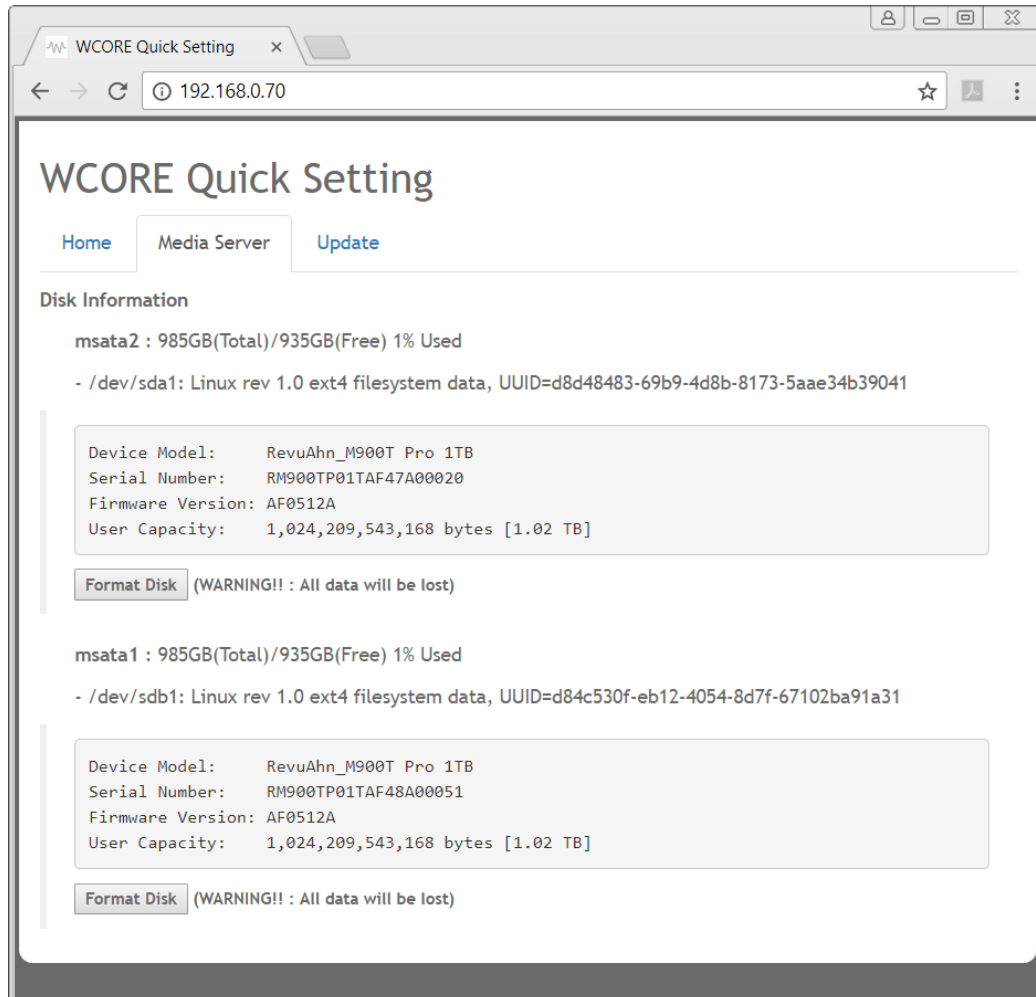 WCORE Quick Setting
192.168.0.70
WCORE Quick Setting
Home Media Server Update
Disk Information
msata2 : 985GB(Total)/935GB(Free) 1% Used
- /dev/sda1: Linux rev 1.0 ext4 filesystem data, UUID=d8d48483-69b9-4d8b-8173-5aae34b39041
Device Model: RevuAhn_M900T Pro 1TB
Serial Number: RM900TP01TAF47A00020
Firmware Version: AF0512A
User Capacity: 1,024,209,543,168 bytes [1.02 TB]
Format Disk (WARNING!! : All data will be lost)
msata1 : 985GB(Total)/935GB(Free) 1% Used
- /dev/sdb1: Linux rev 1.0 ext4 filesystem data, UUID=d84c530f-eb12-4054-8d7f-67102ba91a31
Device Model: RevuAhn_M900T Pro 1TB
Serial Number: RM900TP01TAF48A00051
Firmware Version: AF0512A
User Capacity: 1,024,209,543,168 bytes [1.02 TB]
Format Disk (WARNING!! : All data will be lost)